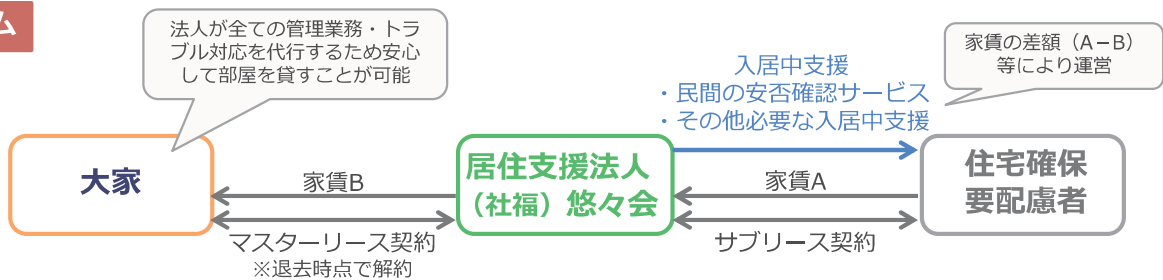 ム
法人が全ての管理業務・トラ
ブル対応を代行するため安心
して部屋を貸すことが可能
家賃の差額（A－B）
等により運営
入居中支援
・民間の安否確認サービス
・その他必要な入居中支援
大家
家賃B
マスターリース契約
※退去時点で解約
居住支援法人
（社福）悠々会
家賃A
サブリース契約
住宅確保
要配慮者